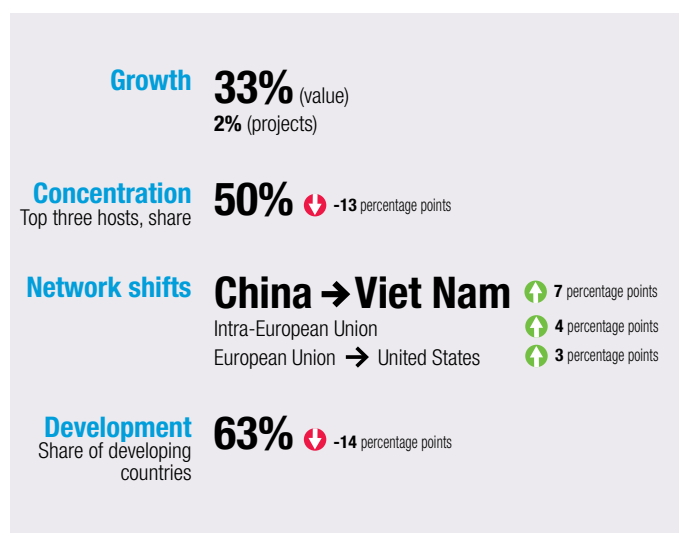 Growth 33% (value)
2% (projects)
Concentration 50% -13 percentage points
Top three hosts, share
Network shifts China → Viet Nam 7 percentage points
Intra-European Union 4 percentage points
European Union → United States 3 percentage points
Development 63% -14 percentage points
Share of developing
countries